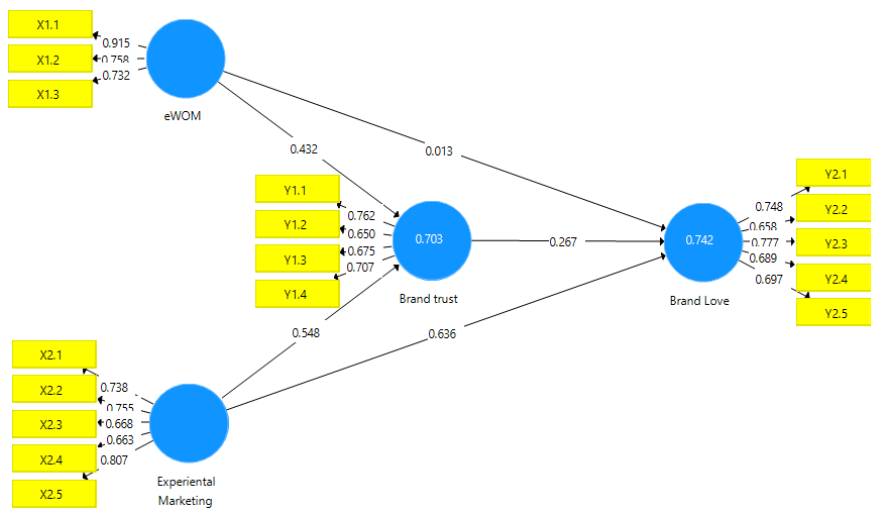 X1.1
X1.2
X1.3
0.915
0.758
0.732
eWOM
0.432
0.013
Y1.1
Y1.2
Y1.3
Y1.4
0.762
0.650
0.675
0.707
0.703
Brand trust
0.267
0.742
Brand Love
0.748
0.658
0.777
0.689
0.697
Y2.1
Y2.2
Y2.3
Y2.4
Y2.5
0.548
0.636
X2.1
X2.2
X2.3
X2.4
X2.5
0.738
0.755
0.668
0.663
0.807
Experiental
Marketing